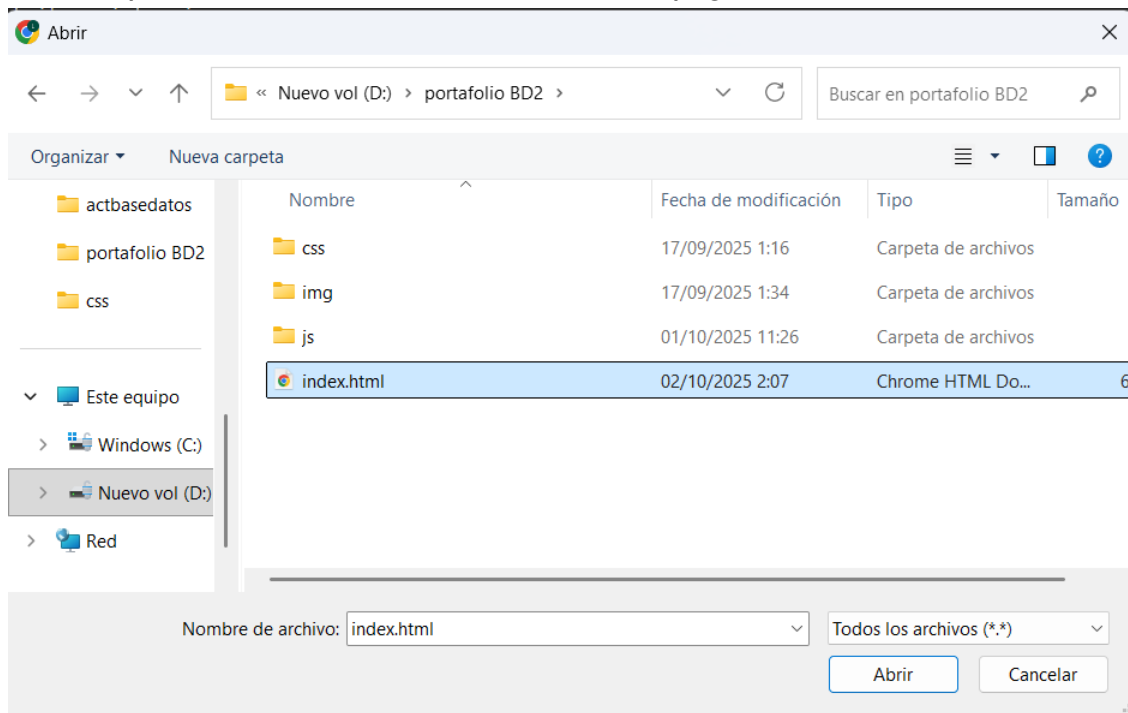 Abrir
« Nuevo vol (D:) > portafolio BD2 >
Buscar en portafolio BD2
Organizar
Nueva carpeta
actbasedatos
portafolio BD2
css
Este equipo
Windows (C:)
Nuevo vol (D:)
Red
Nombre Fecha de modificación Tipo Tamaño
css 17/09/2025 1:16 Carpeta de archivos
img 17/09/2025 1:34 Carpeta de archivos
js 01/10/2025 11:26 Carpeta de archivos
index.html 02/10/2025 2:07 Chrome HTML Do... 6
Nombre de archivo: index.html
Todos los archivos (*.*)
Abrir Cancelar